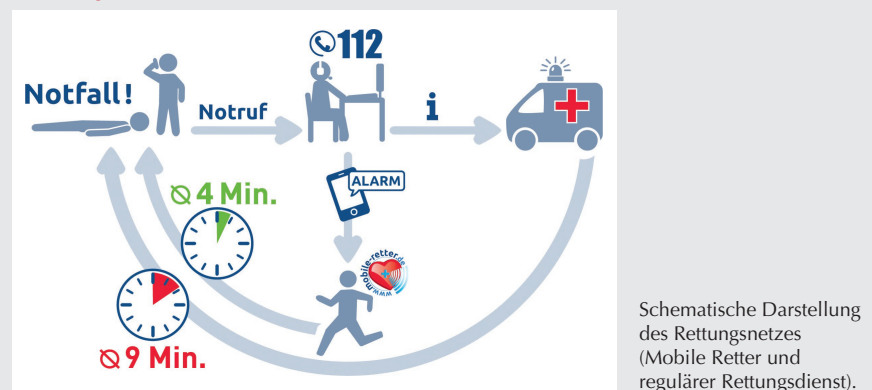 112
Notfall!
Notruf
i
ALARM
Ø 4 Min.
www.mobile-retter.de
Ø 9 Min.
Schematische Darstellung
des Rettungsnetzes
(Mobile Retter und
regulärer Rettungsdienst).